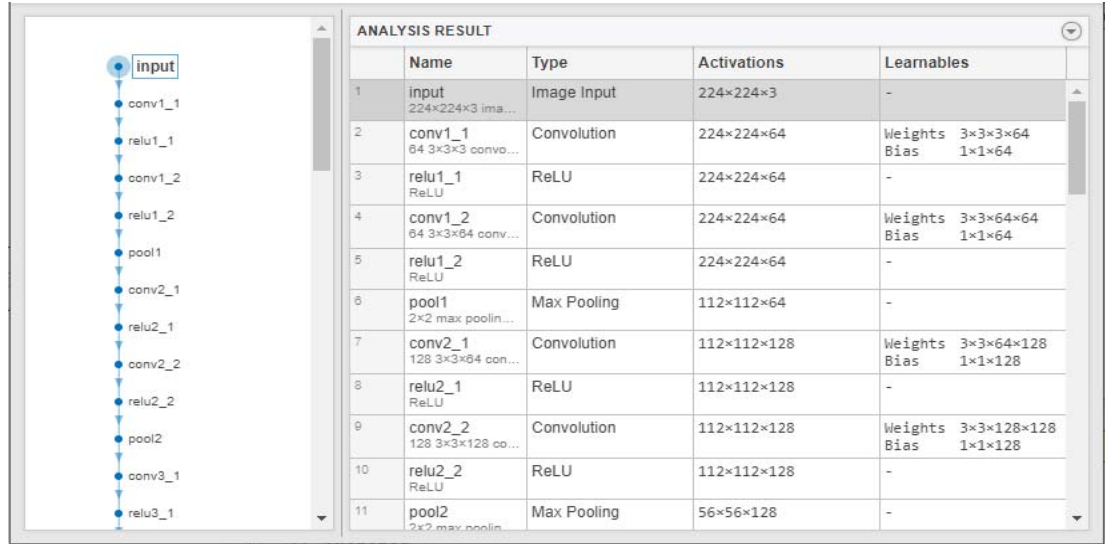 input
conv1_1
relu1_1
conv1_2
relu1_2
pool1
conv2_1
relu2_1
conv2_2
relu2_2
pool2
conv3_1
relu3_1
ANALYSIS RESULT
Name Type Activations Learnables
1 input Image Input 224×224×3 -
224×224×3 ima...
2 conv1_1 Convolution 224×224×64 Weights 3×3×3×64
64 3×3×3 convo... Bias 1×1×64
3 relu1_1 ReLU 224×224×64 -
ReLU
4 conv1_2 Convolution 224×224×64 Weights 3×3×64×64
64 3×3×64 conv... Bias 1×1×64
5 relu1_2 ReLU 224×224×64 -
ReLU
6 pool1 Max Pooling 112×112×64 -
2×2 max poolin...
7 conv2_1 Convolution 112×112×128 Weights 3×3×64×128
128 3×3×64 con... Bias 1×1×128
8 relu2_1 ReLU 112×112×128 -
ReLU
9 conv2_2 Convolution 112×112×128 Weights 3×3×128×128
128 3×3×128 co... Bias 1×1×128
10 relu2_2 ReLU 112×112×128 -
ReLU
11 pool2 Max Pooling 56×56×128 -
2×2 max poolin...